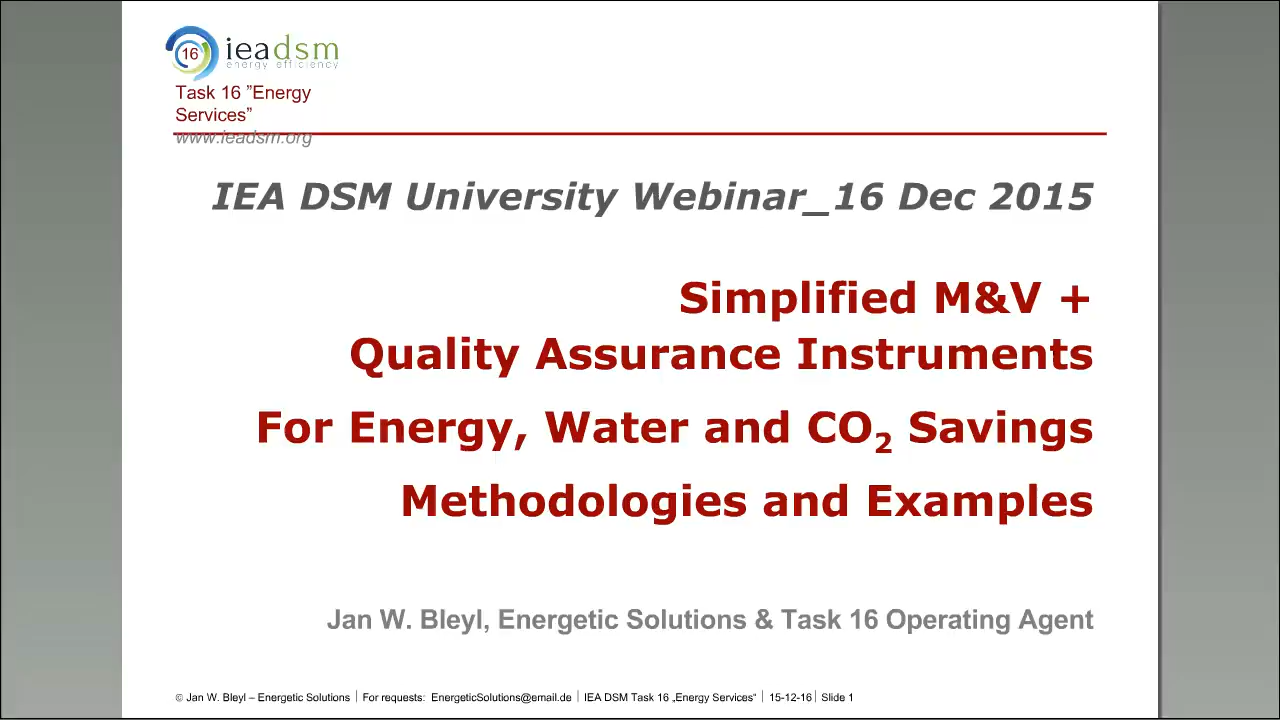 16 ieadsm
energy efficiency
Task 16 ”Energy
Services”
www.ieadsm.org
IEA DSM University Webinar_16 Dec 2015
Simplified M&V +
Quality Assurance Instruments
For Energy, Water and CO2 Savings
Methodologies and Examples
Jan W. Bleyl, Energetic Solutions & Task 16 Operating Agent
© Jan W. Bleyl – Energetic Solutions | For requests: EnergeticSolutions@email.de | IEA DSM Task 16 „Energy Services“ | 15-12-16 | Slide 1